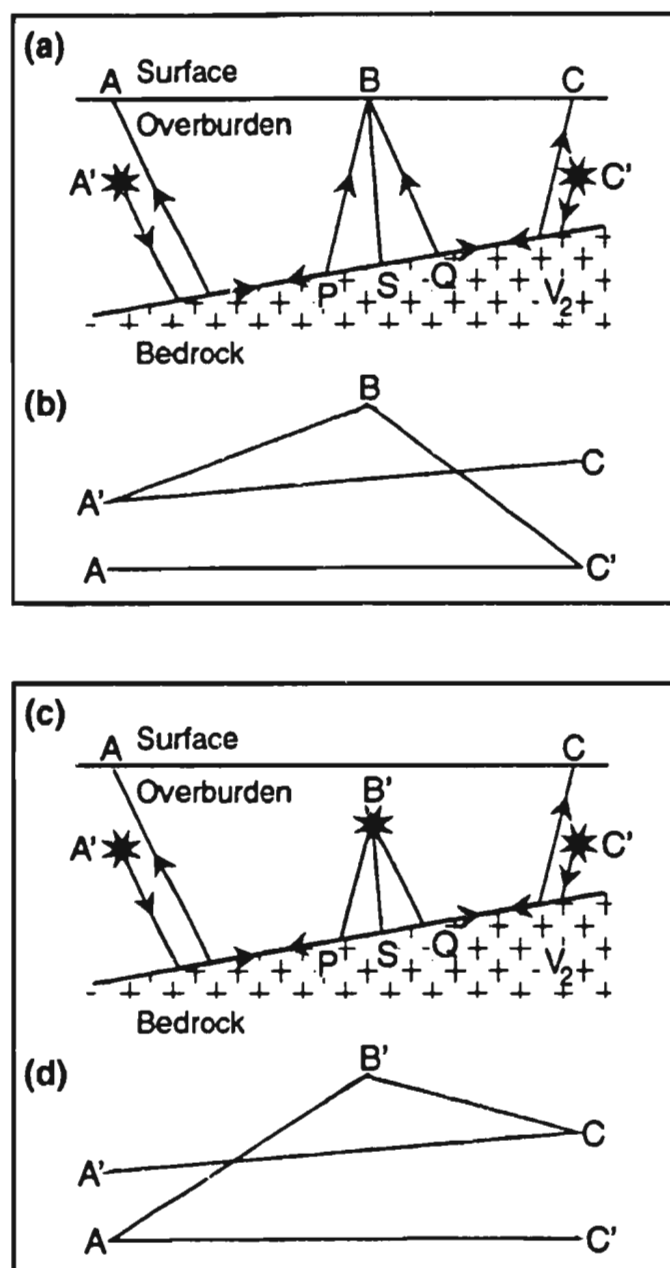 (a)
A Surface B C
Overburden
A' C'
P S Q V2
Bedrock
(b)
B
A' C
A C'
(c)
A Surface C
Overburden B'
A' C'
P S Q V2
Bedrock
(d)
B'
A' C
A C'